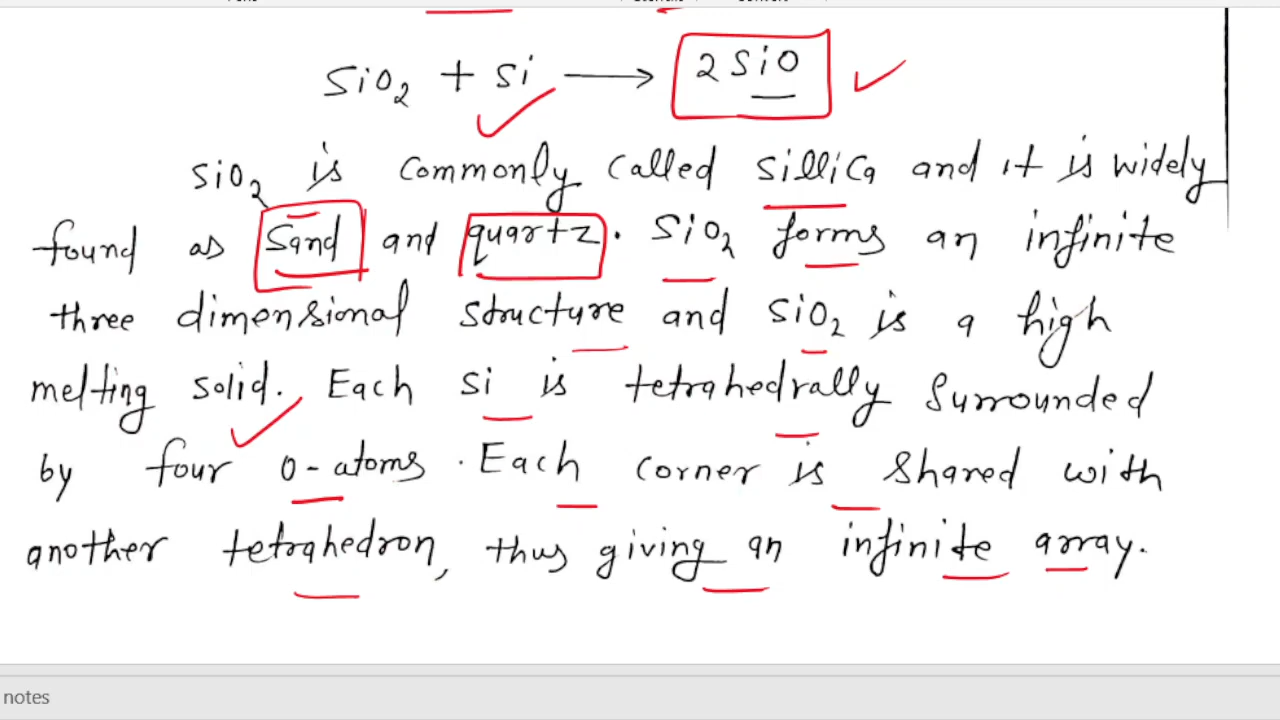 SiO₂ + Si ⟶ 2SiO
SiO₂ is commonly called sillica and it is widely
found as sand and quartz. SiO₂ forms an infinite
three dimensional structure and SiO₂ is a high
melting solid. Each Si is tetrahedrally surrounded
by four O-atoms. Each corner is shared with
another tetrahedron, thus giving an infinite array.
notes